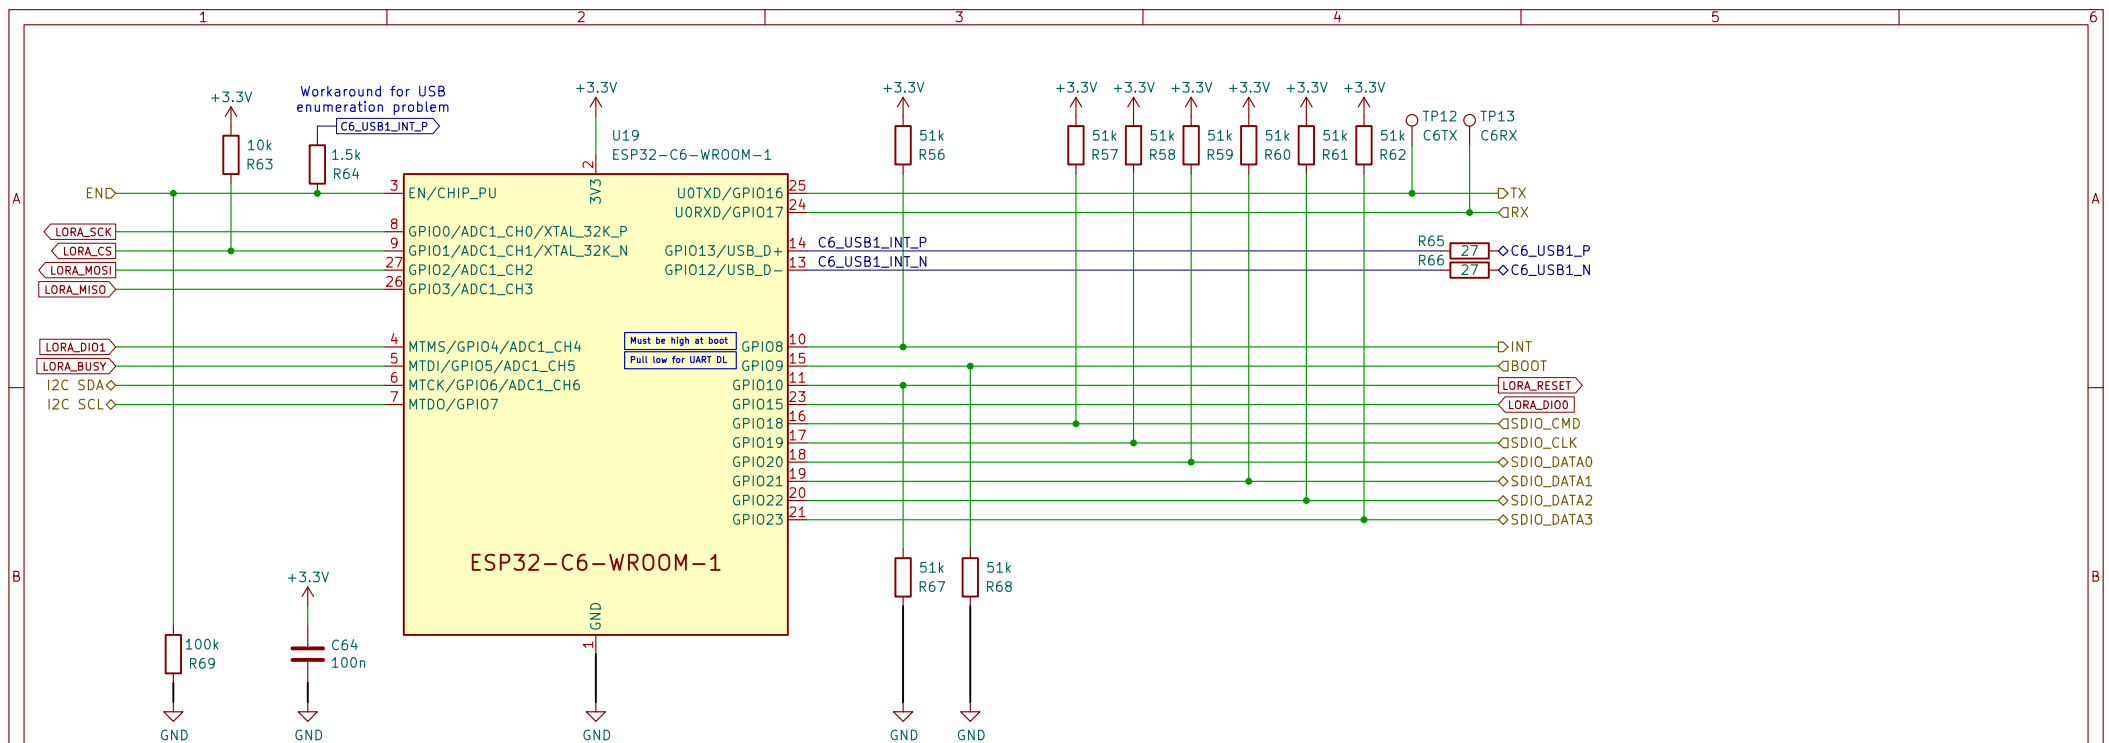 1 2 3 4 5 6
Workaround for USB
enumeration problem
C6_USB1_INT_P
+3.3V
10k
R63
1.5k
R64
+3.3V
U19
ESP32-C6-WROOM-1
+3.3V
51k
R56
+3.3V
51k
R57
+3.3V
51k
R58
+3.3V
51k
R59
+3.3V
51k
R60
+3.3V
51k
R61
+3.3V
51k
R62
TP12
C6TX
TP13
C6RX
A
A
EN
3
EN/CHIP_PU
2
3V3
U0TXD/GPIO16
25
TX
U0RXD/GPIO17
24
RX
LORA_SCK
8
GPIO0/ADC1_CH0/XTAL_32K_P
LORA_CS
9
GPIO1/ADC1_CH1/XTAL_32K_N
GPIO13/USB_D+
14
C6_USB1_INT_P
R65
27
C6_USB1_P
LORA_MOSI
27
GPIO2/ADC1_CH2
GPIO12/USB_D-
13
C6_USB1_INT_N
R66
27
C6_USB1_N
LORA_MISO
26
GPIO3/ADC1_CH3
LORA_DIO1
4
MTMS/GPIO4/ADC1_CH4
Must be high at boot
GPIO8
10
INT
LORA_BUSY
5
MTDI/GPIO5/ADC1_CH5
Pull low for UART DL
GPIO9
15
BOOT
I2C SDA
6
MTCK/GPIO6/ADC1_CH6
GPIO10
11
LORA_RESET
I2C SCL
7
MTDO/GPIO7
GPIO15
23
LORA_DIO0
GPIO18
16
SDIO_CMD
GPIO19
17
SDIO_CLK
GPIO20
18
SDIO_DATA0
GPIO21
19
SDIO_DATA1
GPIO22
20
SDIO_DATA2
GPIO23
21
SDIO_DATA3
B
B
ESP32-C6-WROOM-1
GND
1
51k
R67
51k
R68
100k
R69
+3.3V
C64
100n
GND
GND
GND
GND
GND